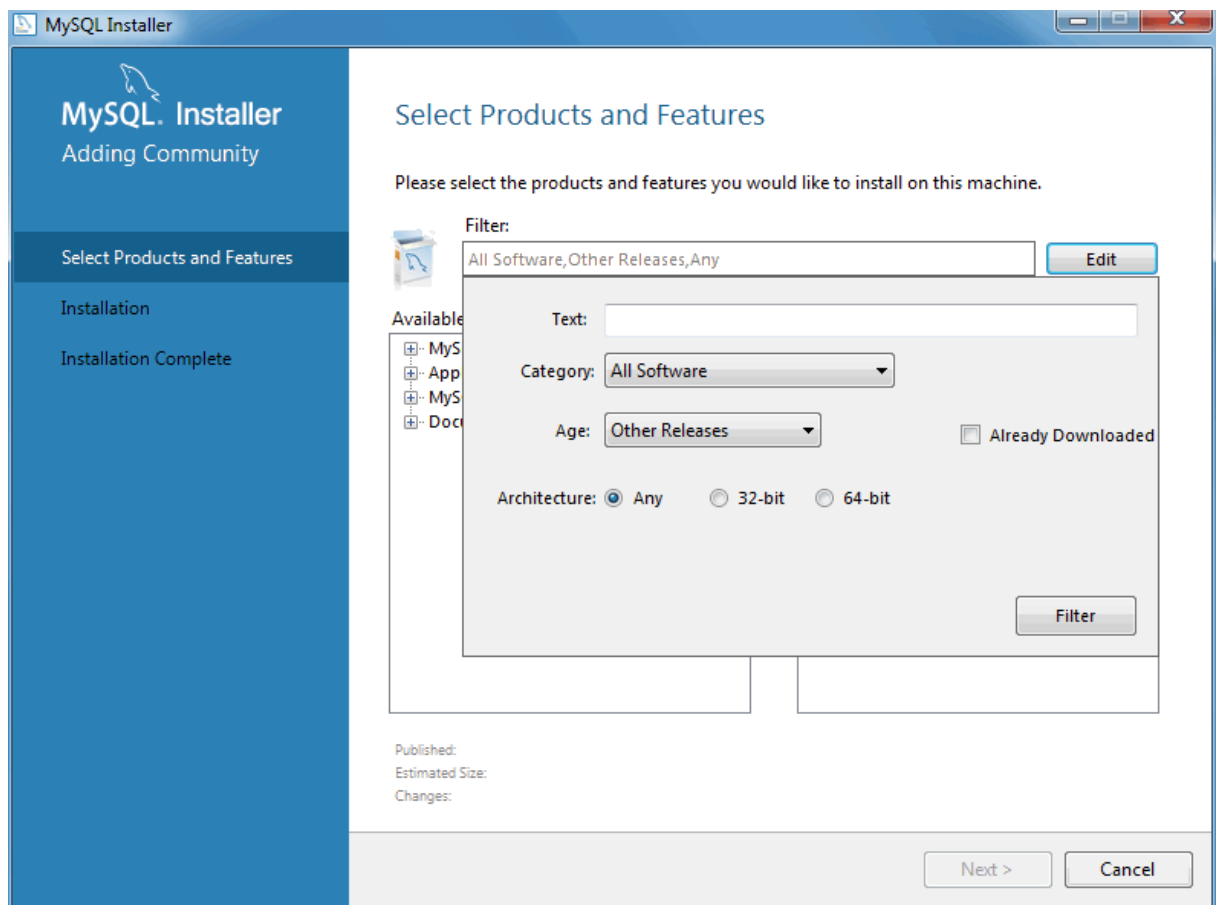 MySQL Installer
MySQL. Installer
Adding Community
Select Products and Features
Installation
Installation Complete
Select Products and Features
Please select the products and features you would like to install on this machine.
Filter:
All Software,Other Releases,Any
Edit
Available
MyS
App
MyS
Docu
Text:
Category: All Software
Age: Other Releases
Already Downloaded
Architecture: Any 32-bit 64-bit
Filter
Published:
Estimated Size:
Changes:
Next >
Cancel